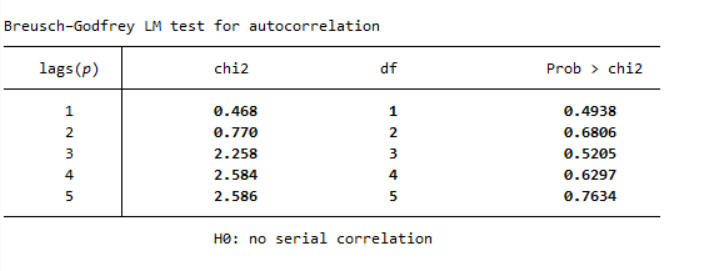 Breusch–Godfrey LM test for autocorrelation
lags(p) chi2 df Prob > chi2
1 0.468 1 0.4938
2 0.770 2 0.6806
3 2.258 3 0.5205
4 2.584 4 0.6297
5 2.586 5 0.7634
H0: no serial correlation